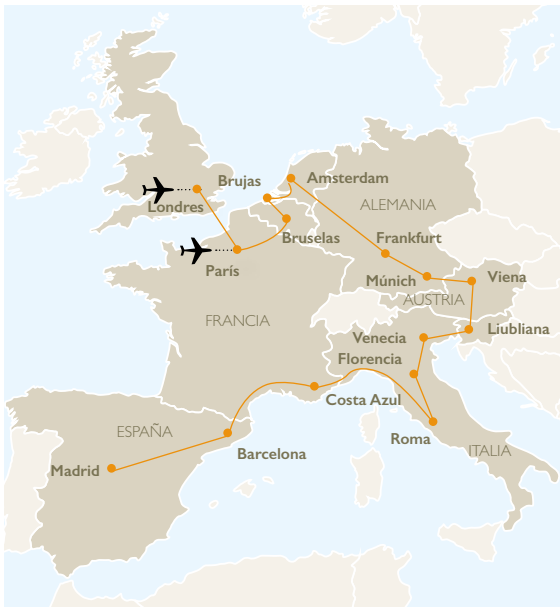 Brujas
Amsterdam
Londres
ALEMANIA
Bruselas
Frankfurt
París
Múnich
Viena
AUSTRIA
FRANCIA
Venecia
Liubliana
Florencia
Costa Azul
ESPAÑA
Roma
Barcelona
ITALIA
Madrid